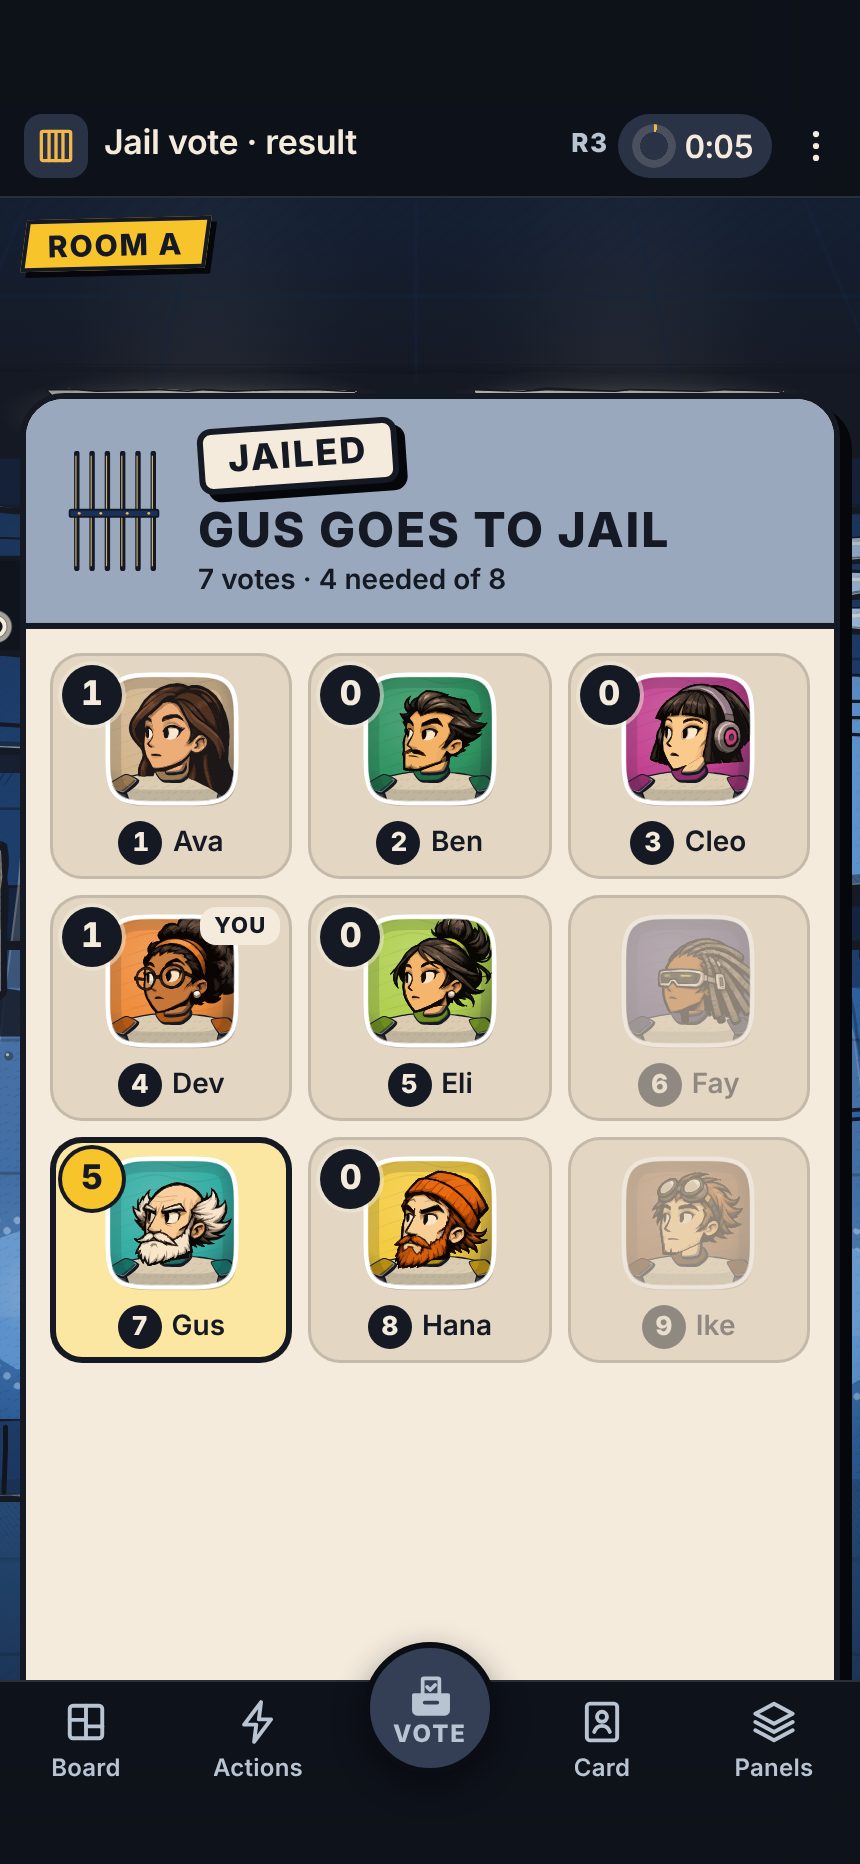 Jail vote · result
R3
0:05
ROOM A
JAILED
GUS GOES TO JAIL
7 votes · 4 needed of 8
1
1 Ava
0
2 Ben
0
3 Cleo
1
YOU
4 Dev
0
5 Eli
6 Fay
5
7 Gus
0
8 Hana
9 Ike
Board
Actions
VOTE
Card
Panels